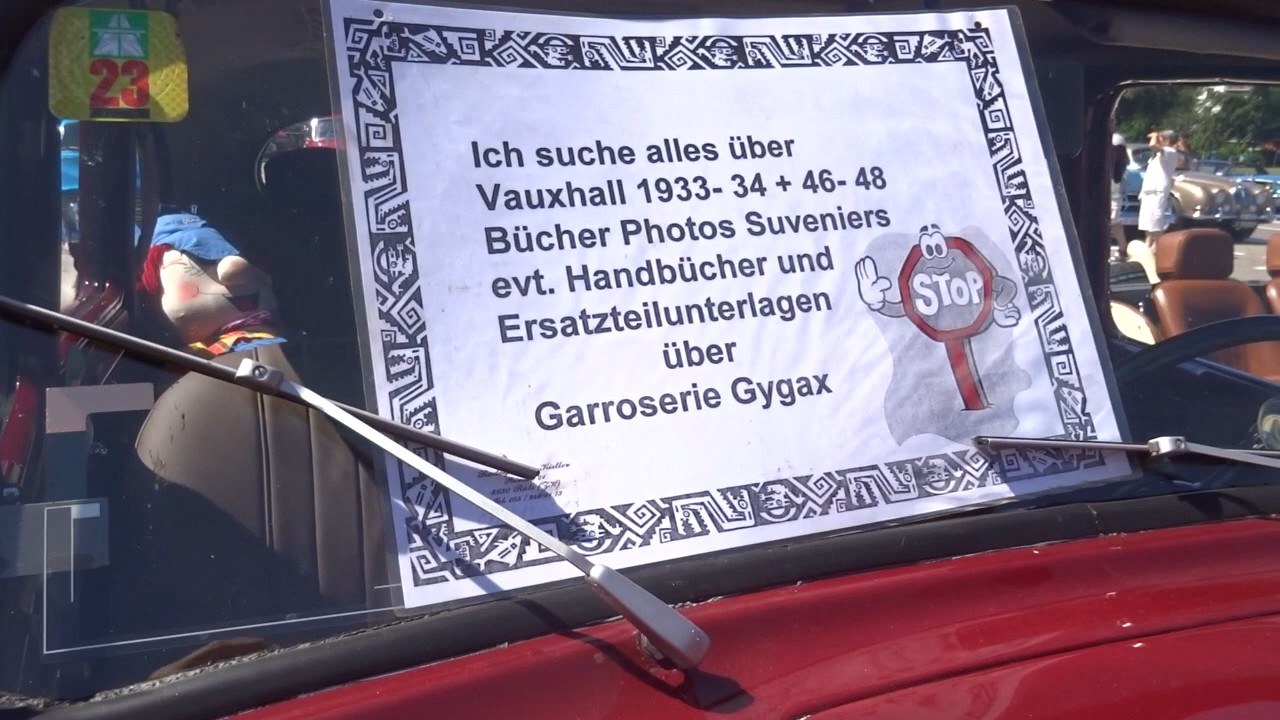 23
Ich suche alles über
Vauxhall 1933- 34 + 46- 48
Bücher Photos Suveniers
evt. Handbücher und
Ersatzteilunterlagen
über
Garroserie Gygax
STOP